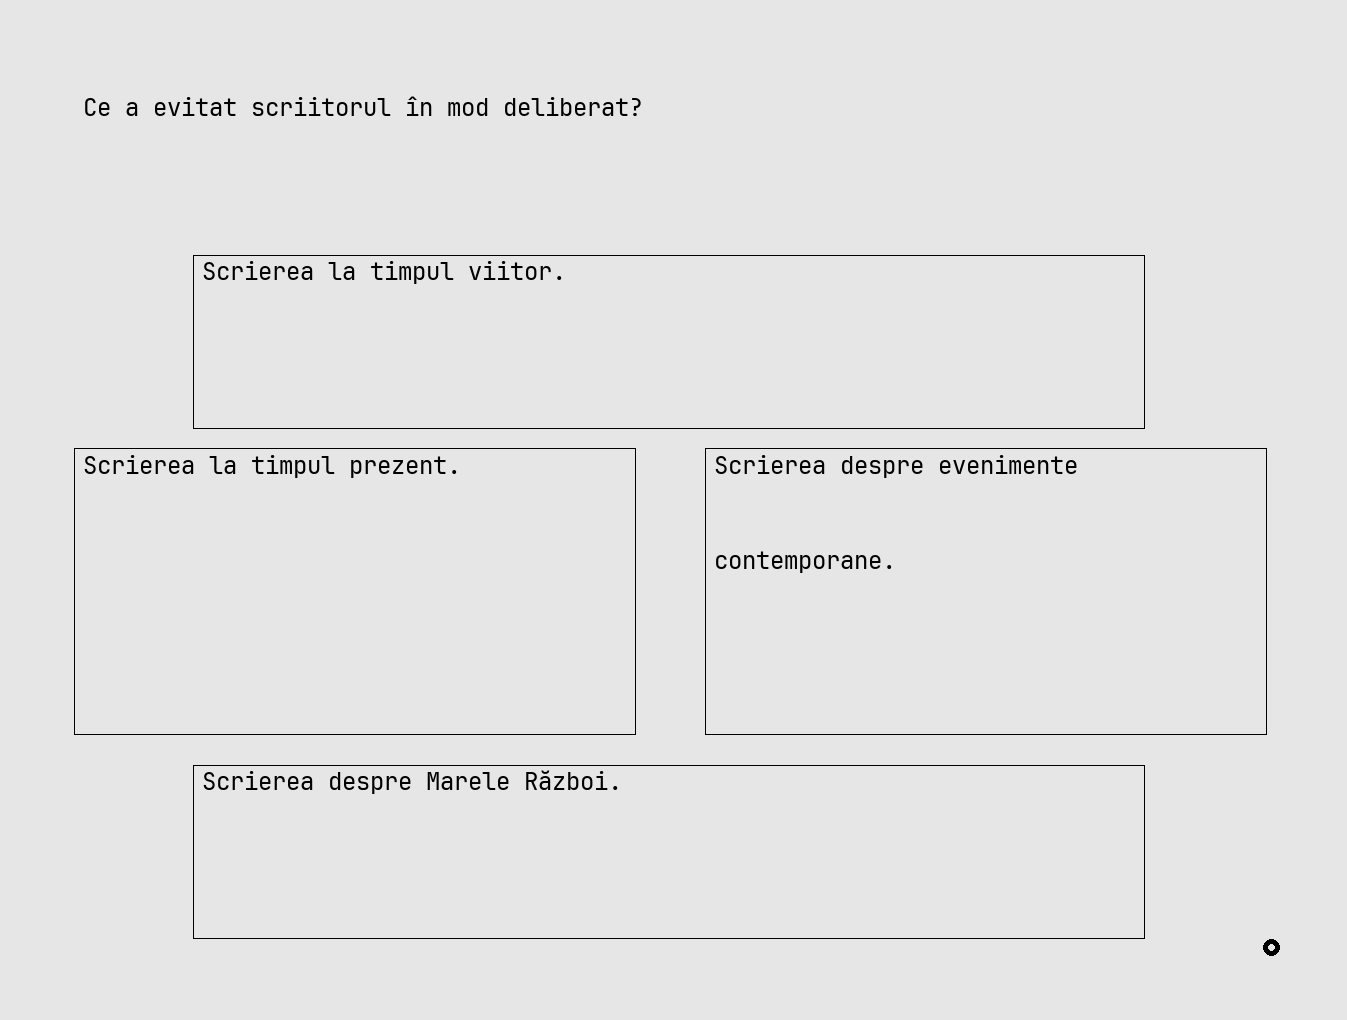 Ce a evitat scriitorul în mod deliberat?
Scrierea la timpul viitor.
Scrierea la timpul prezent.
Scrierea despre evenimente
contemporane.
Scrierea despre Marele Război.